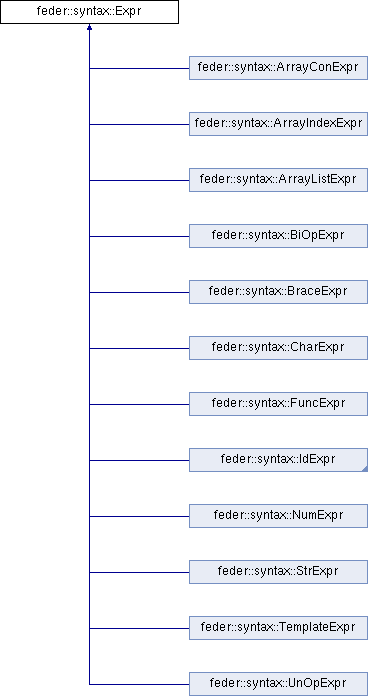 feder::syntax::Expr
feder::syntax::ArrayConExpr
feder::syntax::ArrayIndexExpr
feder::syntax::ArrayListExpr
feder::syntax::BiOpExpr
feder::syntax::BraceExpr
feder::syntax::CharExpr
feder::syntax::FuncExpr
feder::syntax::IdExpr
feder::syntax::NumExpr
feder::syntax::StrExpr
feder::syntax::TemplateExpr
feder::syntax::UnOpExpr